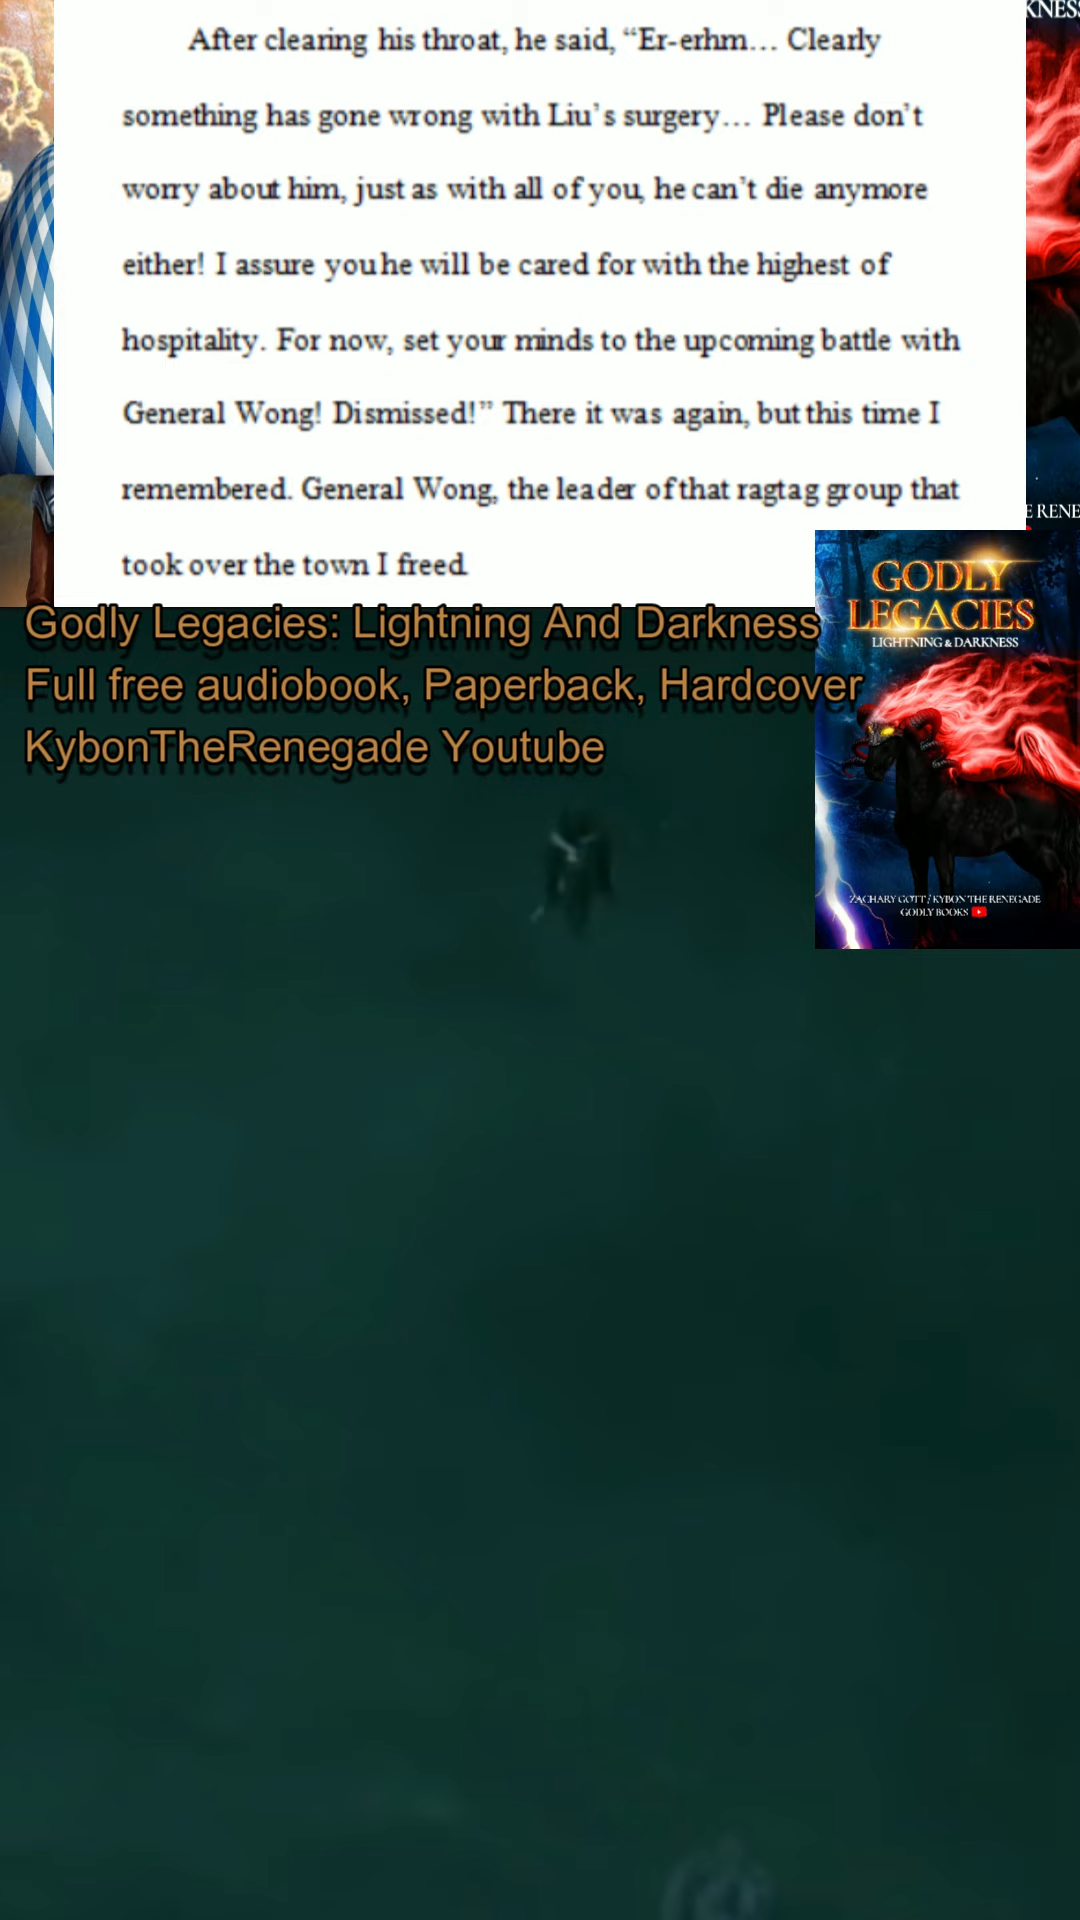 KNESS
After clearing his throat, he said, “Er-erhm… Clearly
something has gone wrong with Liu’s surgery… Please don’t
worry about him, just as with all of you, he can’t die anymore
either! I assure you he will be cared for with the highest of
hospitality. For now, set your minds to the upcoming battle with
General Wong! Dismissed!” There it was again, but this time I
remembered. General Wong, the leader of that ragtag group that
E RENE
took over the town I freed.
Godly Legacies: Lightning And Darkness
Full free audiobook, Paperback, Hardcover
KybonTheRenegade Youtube
GODLY
LEGACIES
LIGHTNING & DARKNESS
ZACHARY GOTT / KYBON THE RENEGADE
GODLY BOOKS